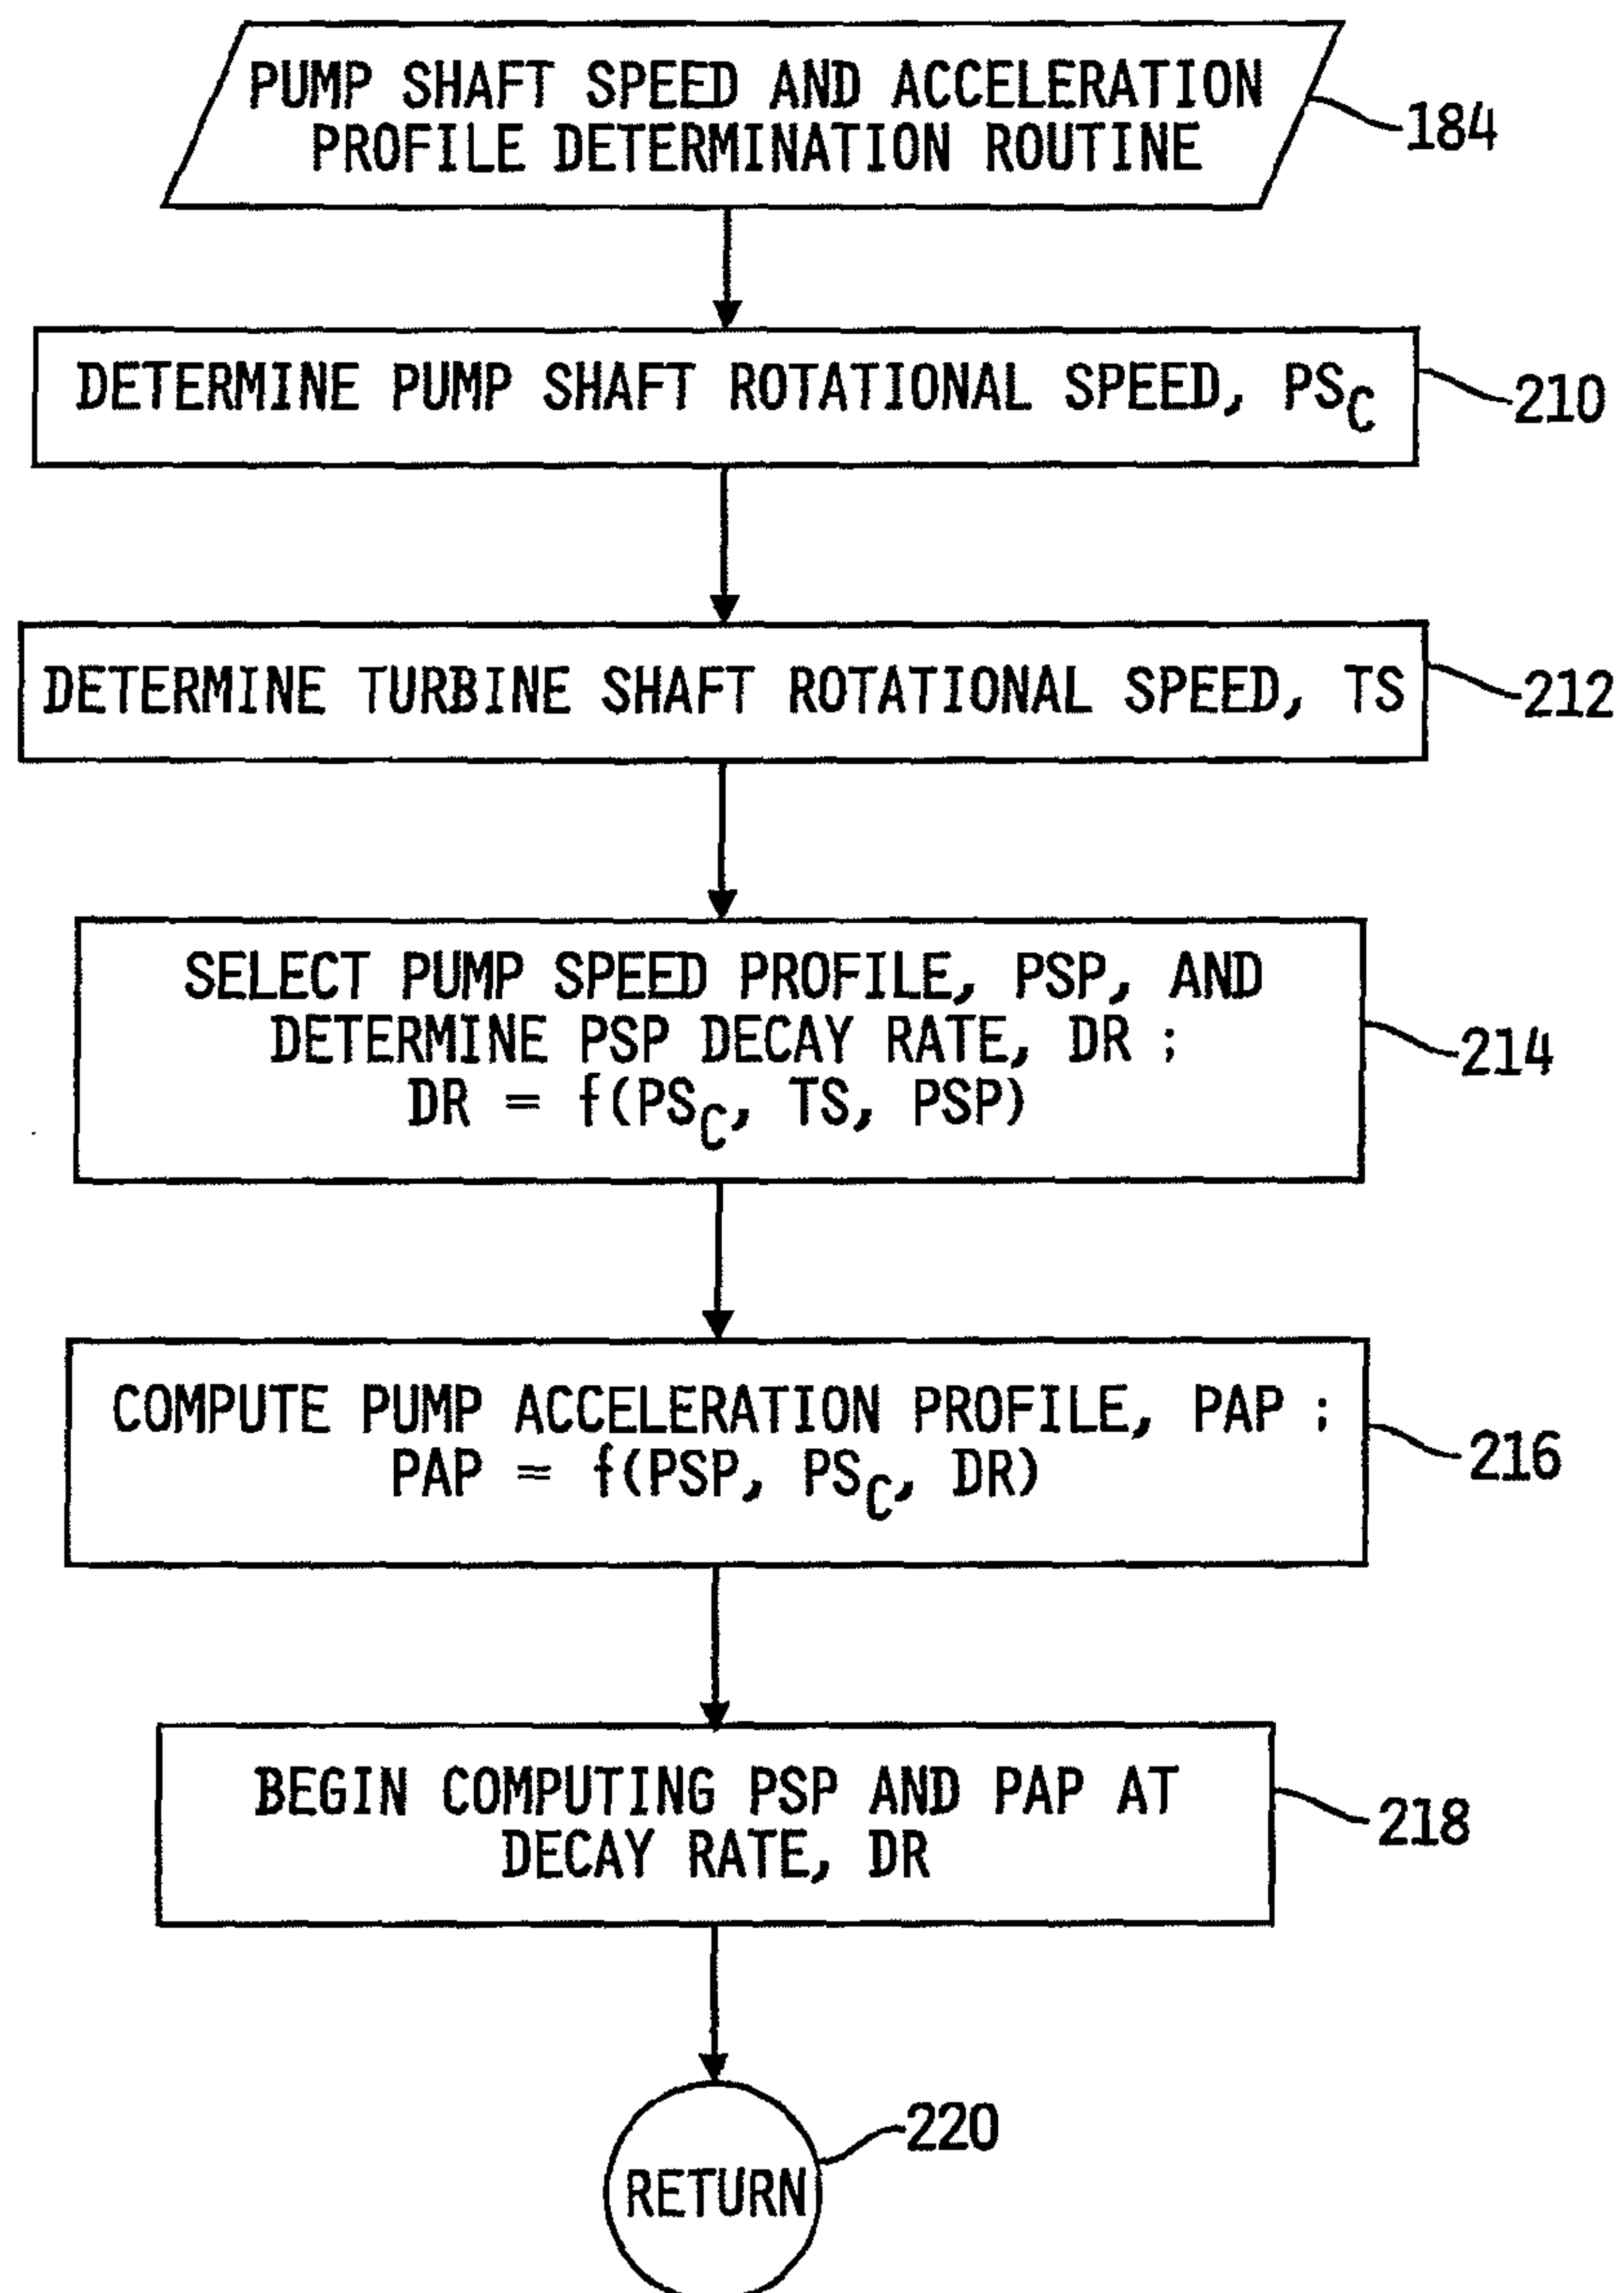 PUMP SHAFT SPEED AND ACCELERATION
PROFILE DETERMINATION ROUTINE
184
DETERMINE PUMP SHAFT ROTATIONAL SPEED, PSC
210
DETERMINE TURBINE SHAFT ROTATIONAL SPEED, TS
212
SELECT PUMP SPEED PROFILE, PSP, AND
DETERMINE PSP DECAY RATE, DR ;
DR = f(PSC, TS, PSP)
214
COMPUTE PUMP ACCELERATION PROFILE, PAP ;
PAP = f(PSP, PSC, DR)
216
BEGIN COMPUTING PSP AND PAP AT
DECAY RATE, DR
218
220
RETURN